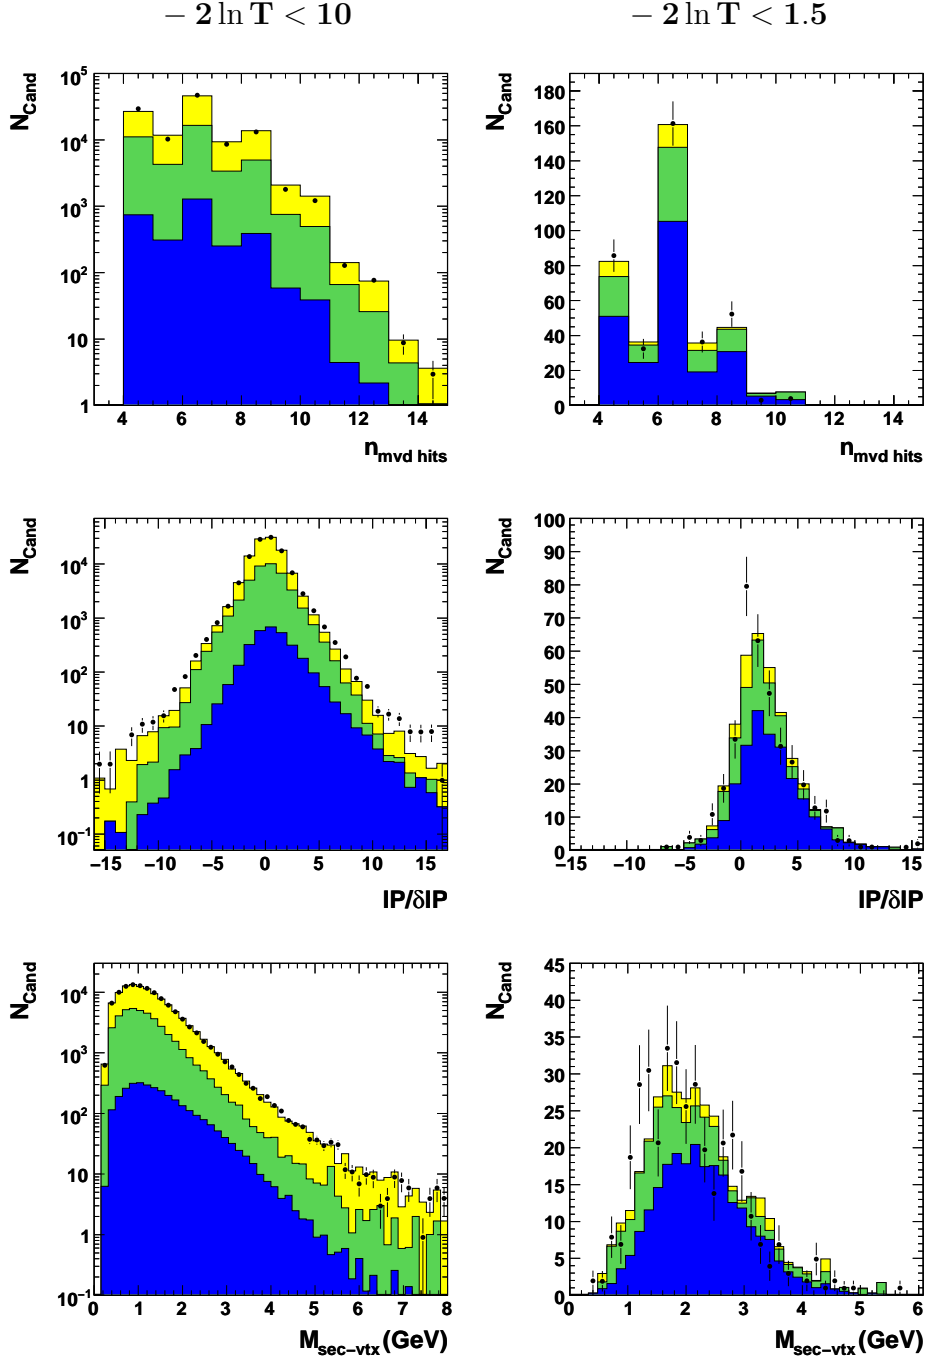 − 2 ln T < 10
− 2 ln T < 1.5
N_Cand
10^5
10^4
10^3
10^2
10
1
4 6 8 10 12 14
n_mvd hits
N_Cand
180
160
140
120
100
80
60
40
20
0
4 6 8 10 12 14
n_mvd hits
N_Cand
10^4
10^3
10^2
10
1
10^−1
−15 −10 −5 0 5 10 15
IP/δIP
N_Cand
100
90
80
70
60
50
40
30
20
10
0
−15 −10 −5 0 5 10 15
IP/δIP
N_Cand
10^4
10^3
10^2
10
1
10^−1
0 1 2 3 4 5 6 7 8
M_sec−vtx (GeV)
N_Cand
45
40
35
30
25
20
15
10
5
0
0 1 2 3 4 5 6
M_sec−vtx (GeV)